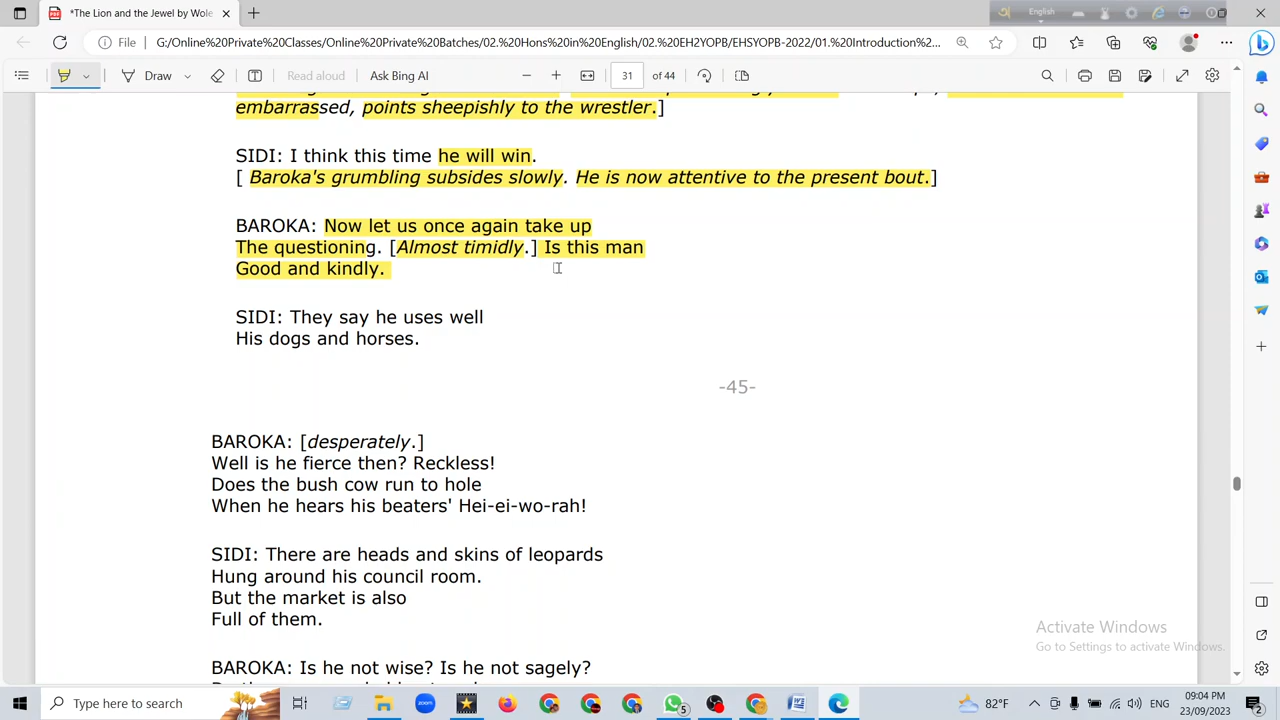 *The Lion and the Jewel by Wole
English
File
G:/Online%20Private%20Classes/Online%20Private%20Batches/02.%20Hons%20in%20English/02.%20EH2YOPB/EHSYOPB-2022/01.%20Introduction%2...
Draw
Read aloud
Ask Bing AI
31 of 44
embarrassed, points sheepishly to the wrestler.]
SIDI: I think this time he will win.
[ Baroka's grumbling subsides slowly. He is now attentive to the present bout.]
BAROKA: Now let us once again take up
The questioning. [Almost timidly.] Is this man
Good and kindly.
SIDI: They say he uses well
His dogs and horses.
-45-
BAROKA: [desperately.]
Well is he fierce then? Reckless!
Does the bush cow run to hole
When he hears his beaters' Hei-ei-wo-rah!
SIDI: There are heads and skins of leopards
Hung around his council room.
But the market is also
Full of them.
BAROKA: Is he not wise? Is he not sagely?
Activate Windows
Go to Settings to activate Windows.
Type here to search
zoom
5
82°F
ENG
09:04 PM
23/09/2023
2